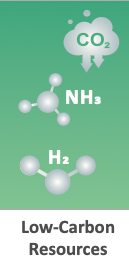 CO₂
NH₃
H₂
Low-Carbon
Resources